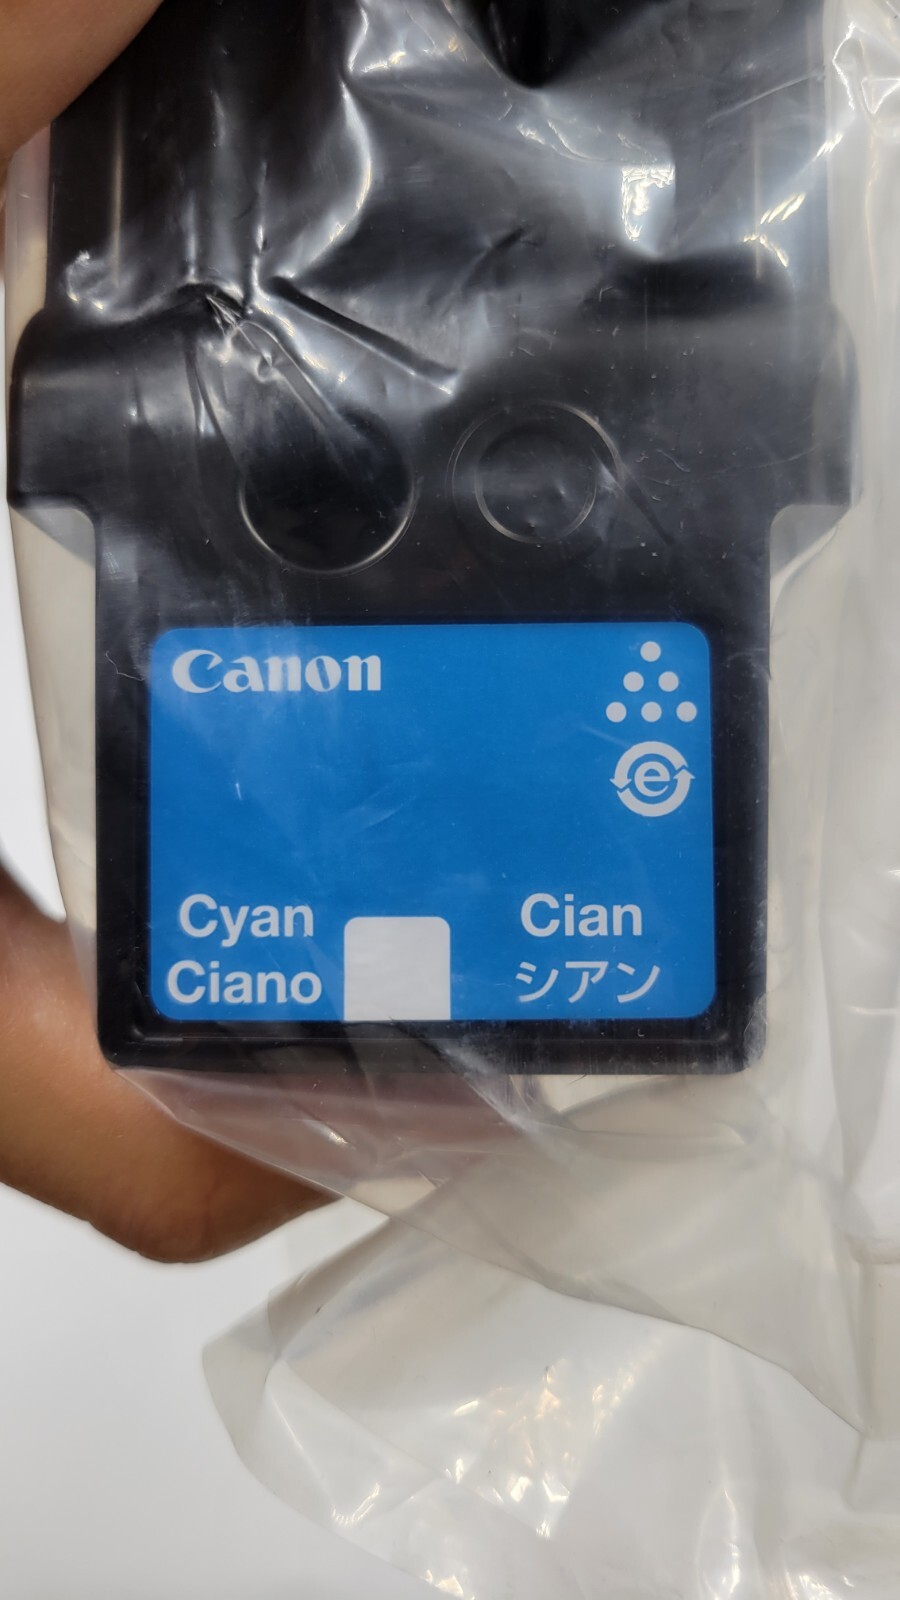 Canon
e
Cyan Cian
Ciano シアン